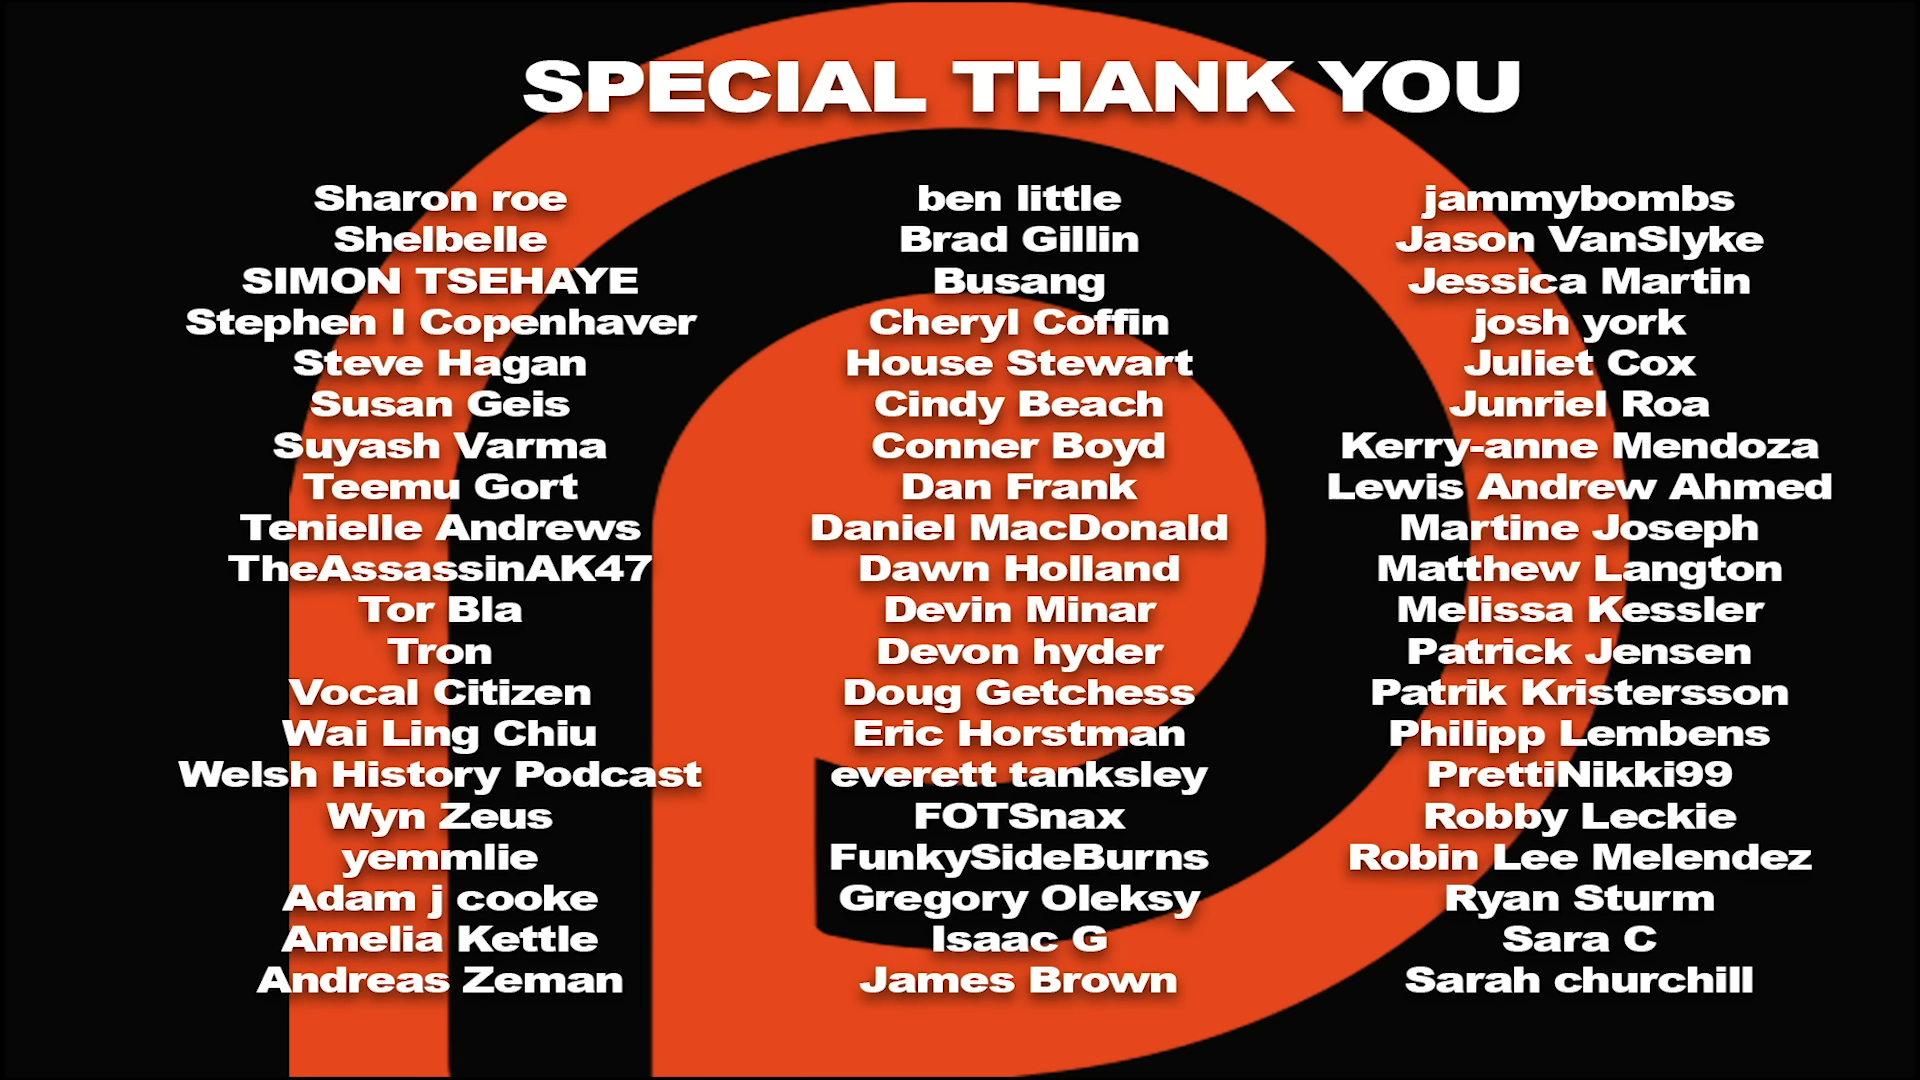 SPECIAL THANK YOU
Sharon roe
Shelbelle
SIMON TSEHAYE
Stephen I Copenhaver
Steve Hagan
Susan Geis
Suyash Varma
Teemu Gort
Tenielle Andrews
TheAssassinAK47
Tor Bla
Tron
Vocal Citizen
Wai Ling Chiu
Welsh History Podcast
Wyn Zeus
yemmlie
Adam j cooke
Amelia Kettle
Andreas Zeman
ben little
Brad Gillin
Busang
Cheryl Coffin
House Stewart
Cindy Beach
Conner Boyd
Dan Frank
Daniel MacDonald
Dawn Holland
Devin Minar
Devon hyder
Doug Getchess
Eric Horstman
everett tanksley
FOTSnax
FunkySideBurns
Gregory Oleksy
Isaac G
James Brown
jammybombs
Jason VanSlyke
Jessica Martin
josh york
Juliet Cox
Junriel Roa
Kerry-anne Mendoza
Lewis Andrew Ahmed
Martine Joseph
Matthew Langton
Melissa Kessler
Patrick Jensen
Patrik Kristersson
Philipp Lembens
PrettiNikki99
Robby Leckie
Robin Lee Melendez
Ryan Sturm
Sara C
Sarah churchill